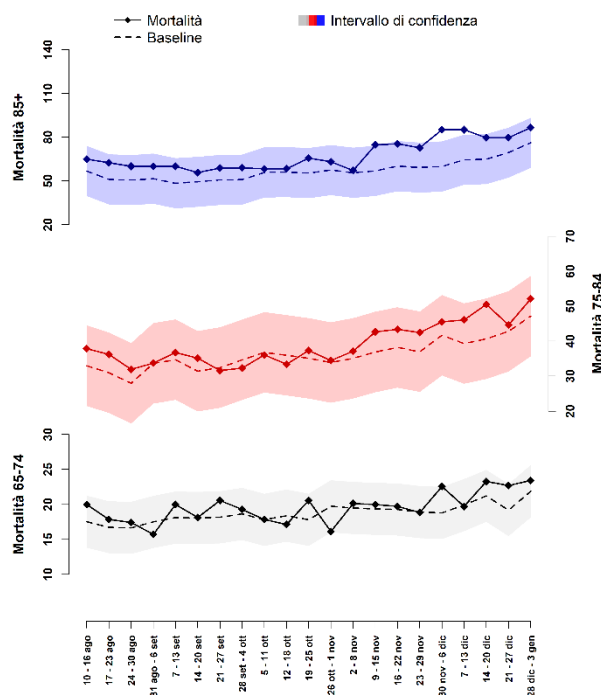 Mortalità
Baseline
Intervallo di confidenza
Mortalità 85+
140
110
80
50
20
Mortalità 75-84
70
60
50
40
30
20
Mortalità 65-74
30
25
20
15
10
10 - 16 ago
17 - 23 ago
24 - 30 ago
31 ago - 6 set
7 - 13 set
14 - 20 set
21 - 27 set
28 set - 4 ott
5 - 11 ott
12 - 18 ott
19 - 25 ott
26 ott - 1 nov
2 - 8 nov
9 - 15 nov
16 - 22 nov
23 - 29 nov
30 nov - 6 dic
7 - 13 dic
14 - 20 dic
21 - 27 dic
28 dic - 3 gen